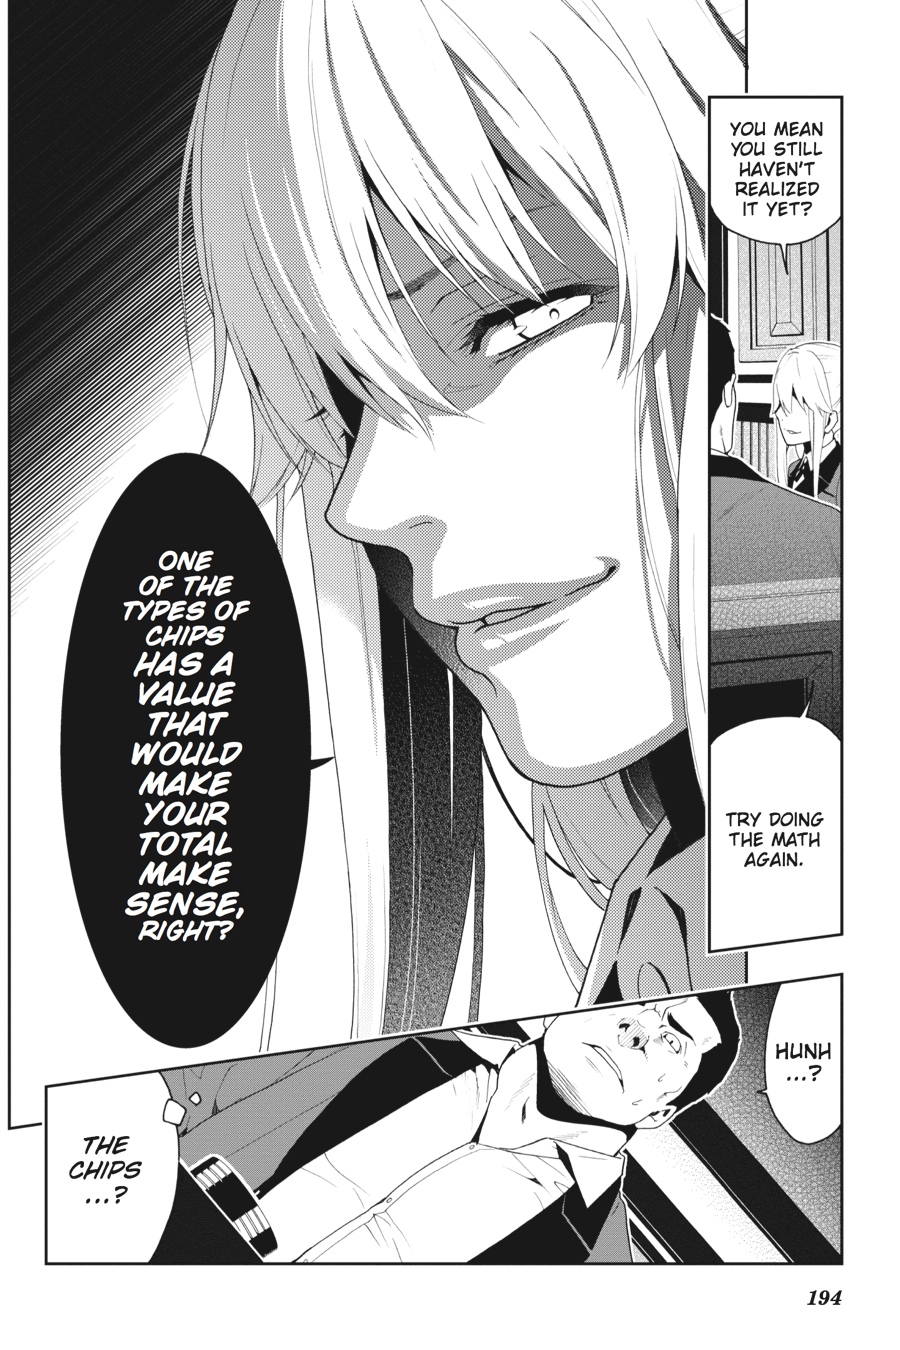 YOU MEAN
YOU STILL
HAVEN'T
REALIZED
IT YET?
TRY DOING
THE MATH
AGAIN.
ONE
OF THE
TYPES OF
CHIPS
HAS A
VALUE
THAT
WOULD
MAKE
YOUR
TOTAL
MAKE
SENSE,
RIGHT?
HUNH
...?
THE
CHIPS
...?
194